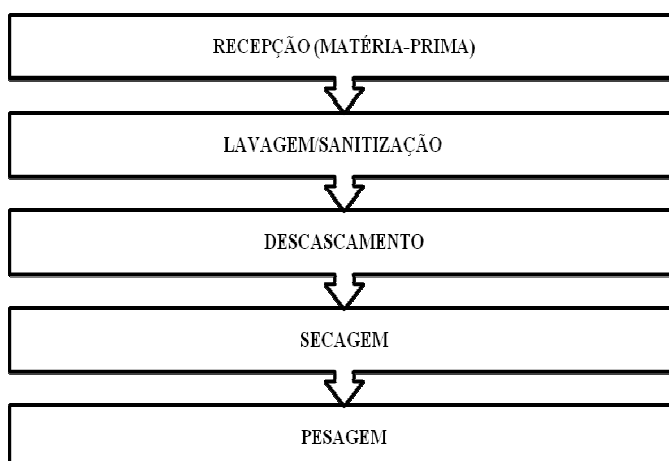 RECEPÇÃO (MATÉRIA-PRIMA)
LAVAGEM/SANITIZAÇÃO
DESCASCAMENTO
SECAGEM
PESAGEM